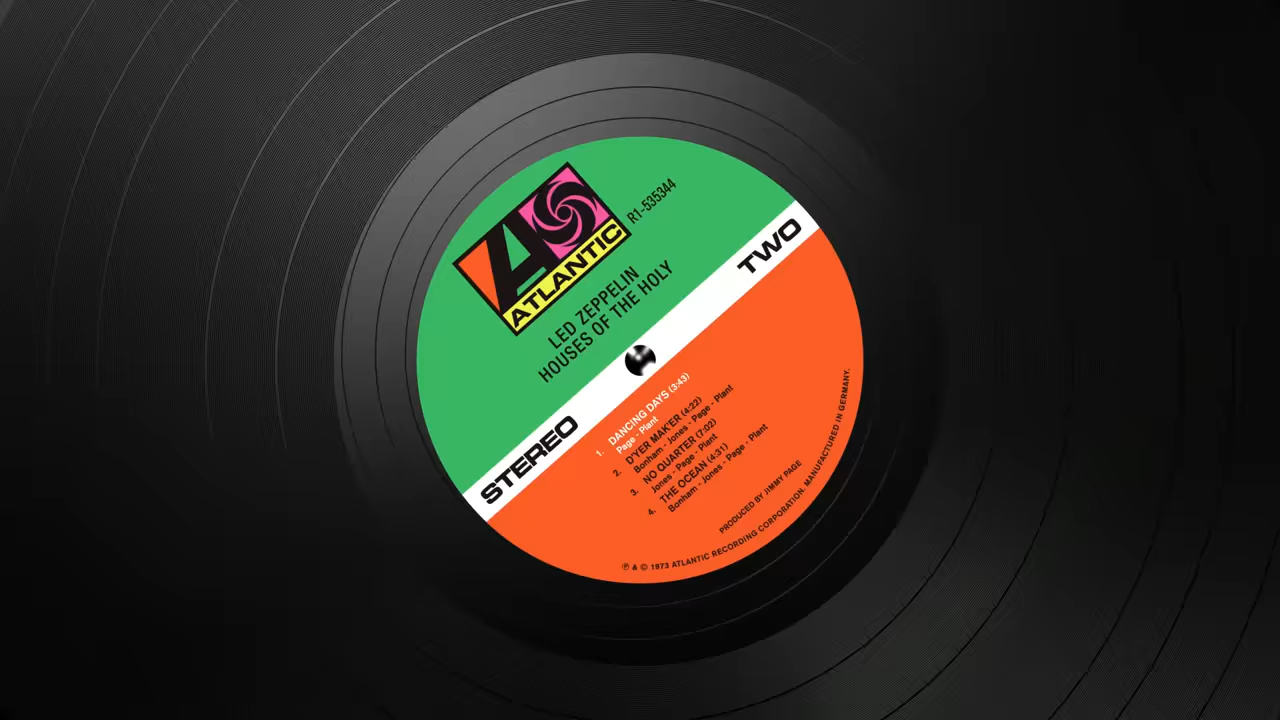 ATLANTIC
R1-535344
LED ZEPPELIN
HOUSES OF THE HOLY
STEREO
TWO
1. DANCING DAYS (3:43)
Page - Plant
2. D'YER MAK'ER (4:22)
Bonham - Jones - Page - Plant
3. NO QUARTER (7:02)
Jones - Page - Plant
4. THE OCEAN (4:31)
Bonham - Jones - Page - Plant
PRODUCED BY JIMMY PAGE
℗ & © 1973 ATLANTIC RECORDING CORPORATION. MANUFACTURED IN GERMANY.